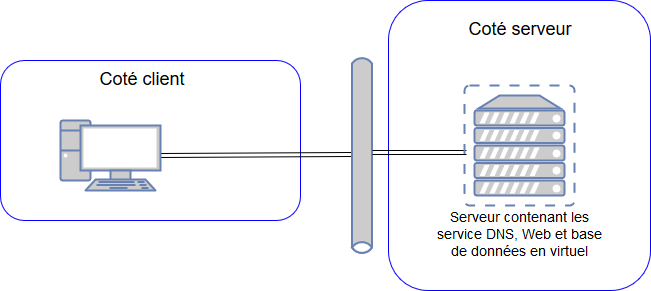 Coté serveur
Coté client
Serveur contenant les
service DNS, Web et base
de données en virtuel